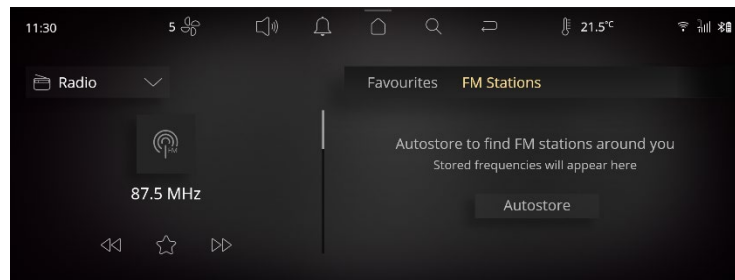 11:30 5 21.5°C
Radio
Favourites FM Stations
FM
Autostore to find FM stations around you
Stored frequencies will appear here
87.5 MHz
Autostore